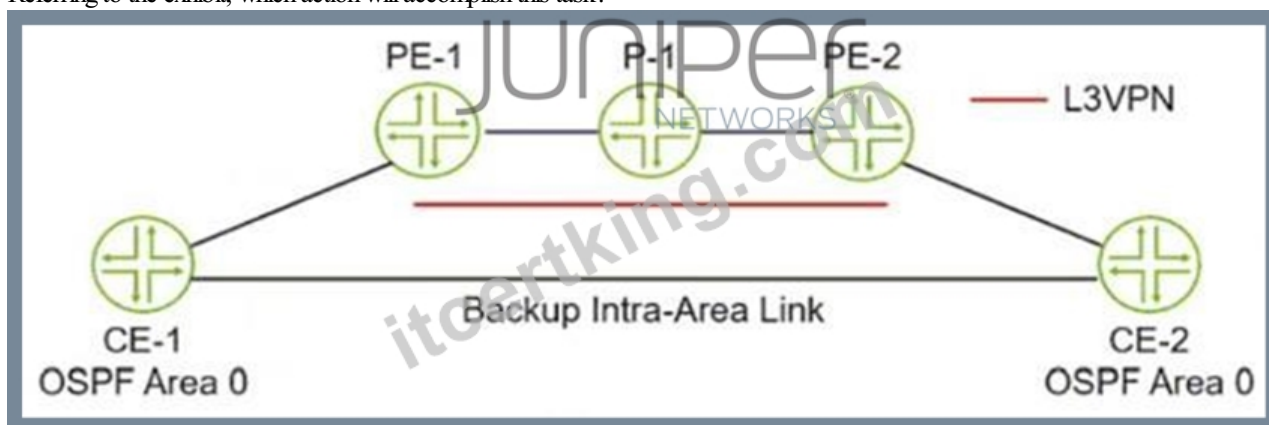 Referring to the exhibit, which action will accomplish this task?
JUNIPEr
NETWORKS
PE-1
P-1
PE-2
L3VPN
itcertking.com
Backup Intra-Area Link
CE-1
OSPF Area 0
CE-2
OSPF Area 0